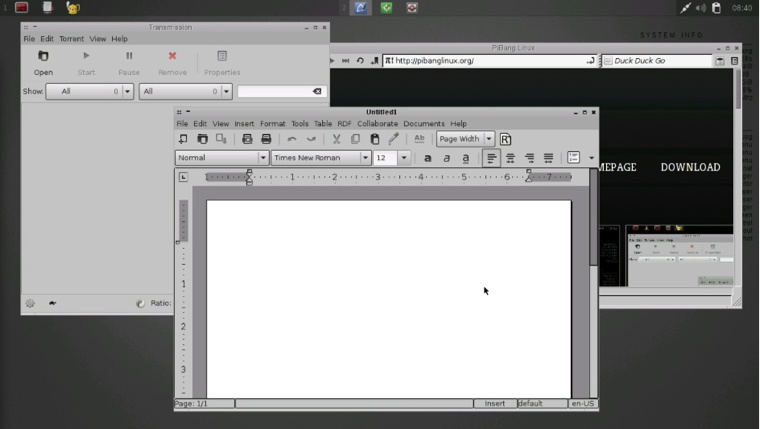 1
2
08:40
Transmission
File Edit Torrent View Help
Open Start Pause Remove Properties
Show: All 0 All 0
Ratio:
SYSTEM INFO
PiBang Linux
http://pibanglinux.org/
Duck Duck Go
MEPAGE DOWNLOAD
Untitled1
File Edit View Insert Format Tools Table RDF Collaborate Documents Help
Page Width
Normal Times New Roman 12 a a a
1 2 3 4 5 6 7
1
2
3
Page: 1/1 Insert default en-US